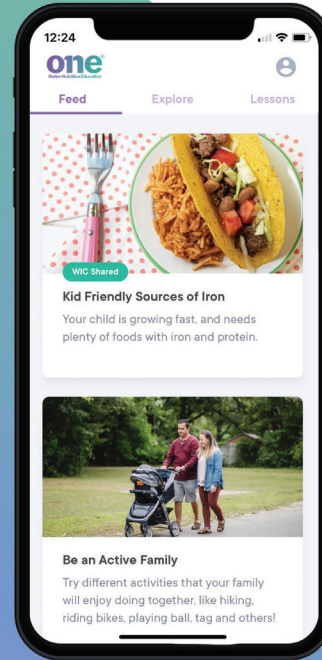 12:24
one
Online Nutrition Education
Feed Explore Lessons
WIC Shared
Kid Friendly Sources of Iron
Your child is growing fast, and needs
plenty of foods with iron and protein.
Be an Active Family
Try different activities that your family
will enjoy doing together, like hiking,
riding bikes, playing ball, tag and others!